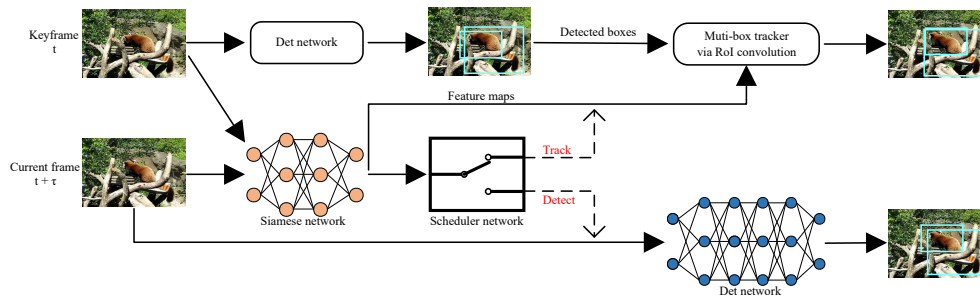 Keyframe
t
Det network
Detected boxes
Muti-box tracker
via RoI convolution
Feature maps
Current frame
t + τ
Track
Detect
Siamese network
Scheduler network
Det network